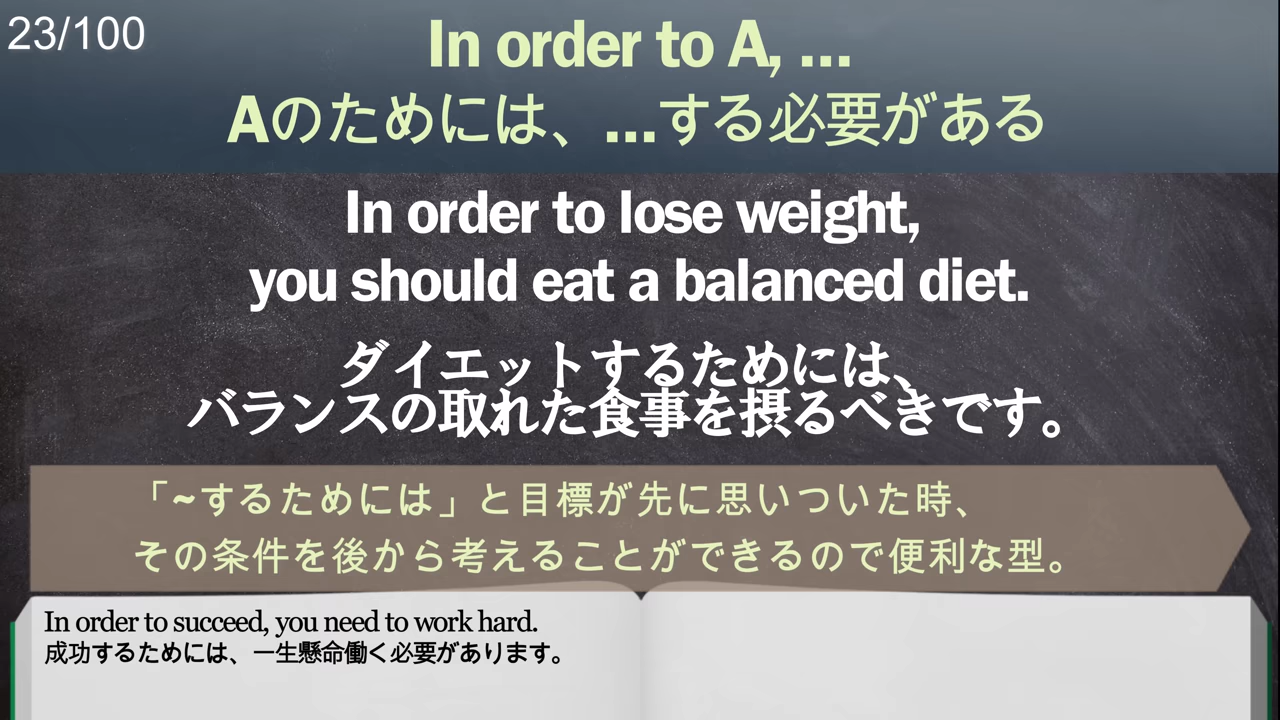 23/100
In order to A, ...
Aのためには、...する必要がある
In order to lose weight,
you should eat a balanced diet.
ダイエットするためには、
バランスの取れた食事を摂るべきです。
「~するためには」と目標が先に思いついた時、
その条件を後から考えることができるので便利な型。
In order to succeed, you need to work hard.
成功するためには、一生懸命働く必要があります。